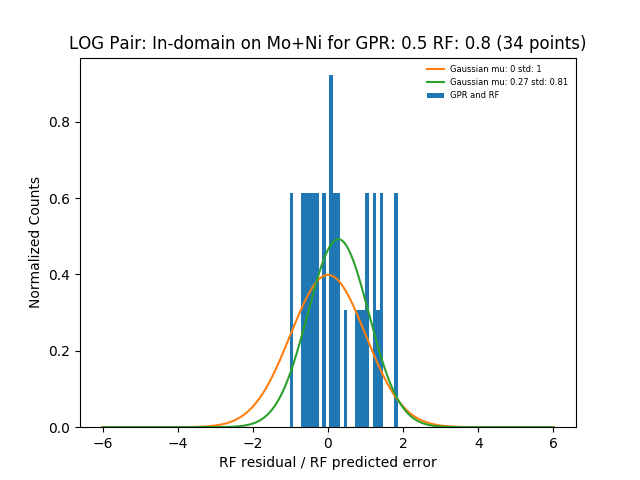 LOG Pair: In-domain on Mo+Ni for GPR: 0.5 RF: 0.8 (34 points)
Gaussian mu: 0 std: 1
Gaussian mu: 0.27 std: 0.81
GPR and RF
Normalized Counts
0.8
0.6
0.4
0.2
0.0
−6 −4 −2 0 2 4 6
RF residual / RF predicted error